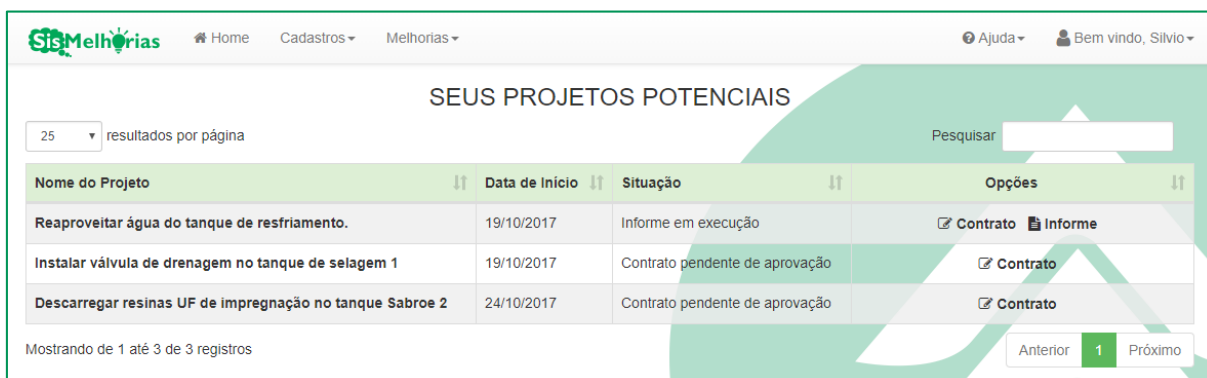 SisMelhorias Home Cadastros Melhorias Ajuda Bem vindo, Silvio
SEUS PROJETOS POTENCIAIS
25 resultados por página Pesquisar
Nome do Projeto Data de Início Situação Opções
Reaproveitar água do tanque de resfriamento. 19/10/2017 Informe em execução Contrato Informe
Instalar válvula de drenagem no tanque de selagem 1 19/10/2017 Contrato pendente de aprovação Contrato
Descarregar resinas UF de impregnação no tanque Sabroe 2 24/10/2017 Contrato pendente de aprovação Contrato
Mostrando de 1 até 3 de 3 registros Anterior 1 Próximo